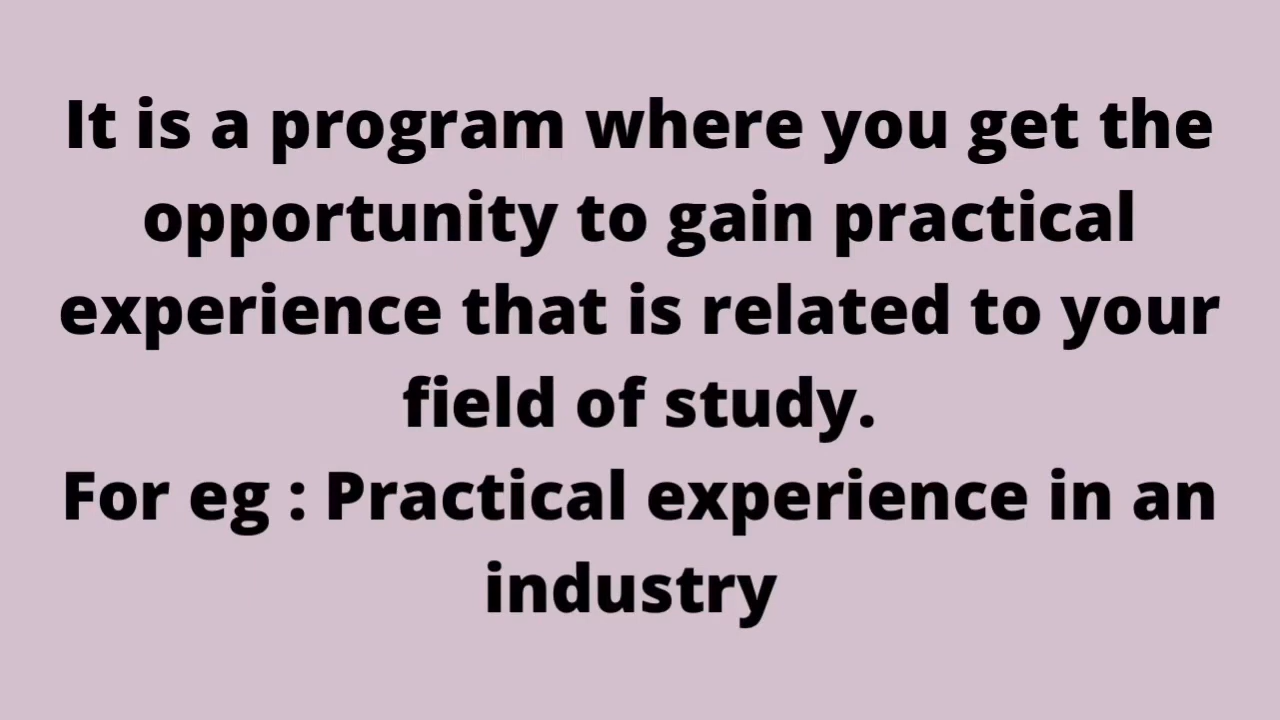 It is a program where you get the
opportunity to gain practical
experience that is related to your
field of study.
For eg : Practical experience in an
industry